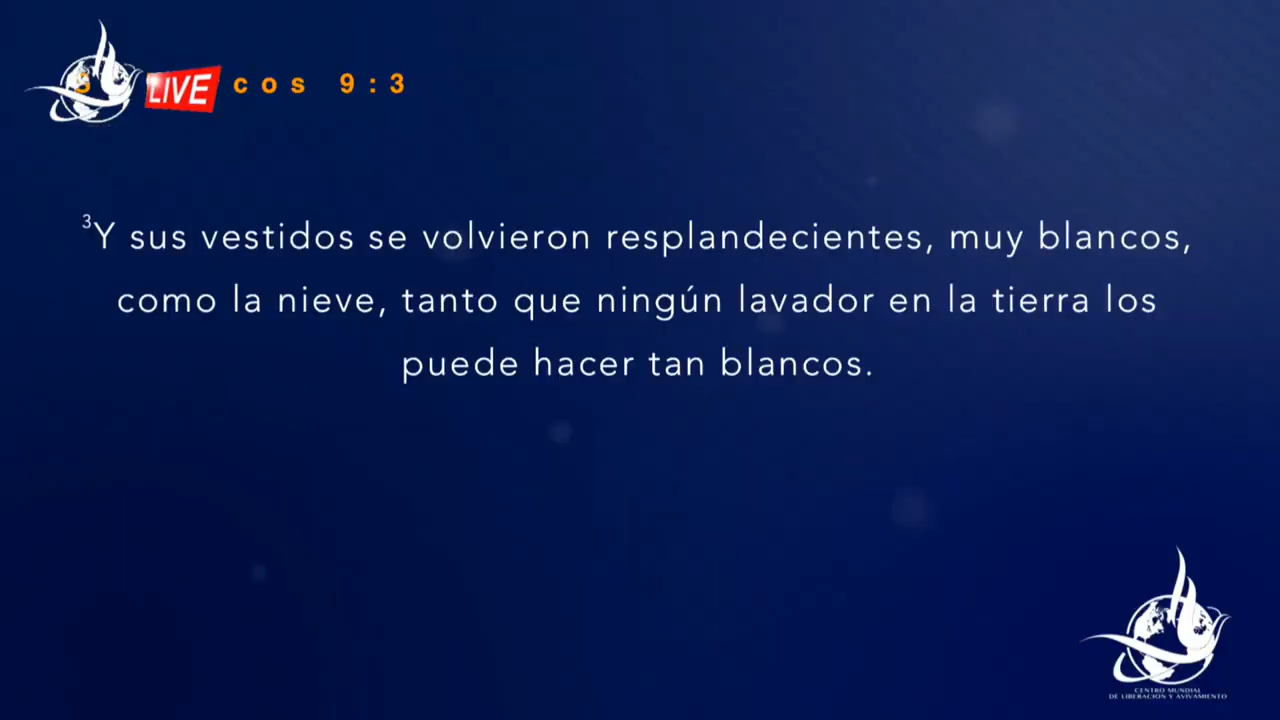 LIVE
cos 9:3
3Y sus vestidos se volvieron resplandecientes, muy blancos,
como la nieve, tanto que ningún lavador en la tierra los
puede hacer tan blancos.
CENTRO MUNDIAL
DE LIBERACIÓN Y AVIVAMIENTO